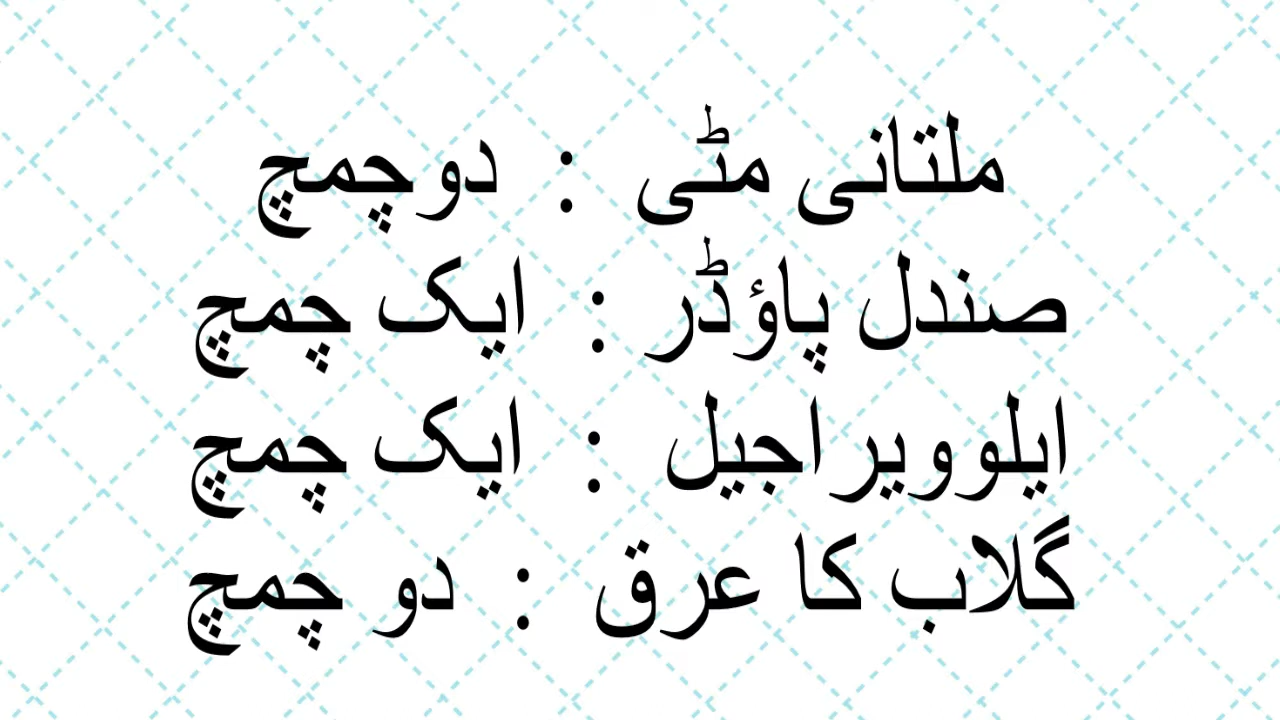 ملتانی مٹی : دوچمچ
صندل پاؤڈر : ایک چمچ
ایلوویراجیل : ایک چمچ
گلاب کا عرق : دو چمچ